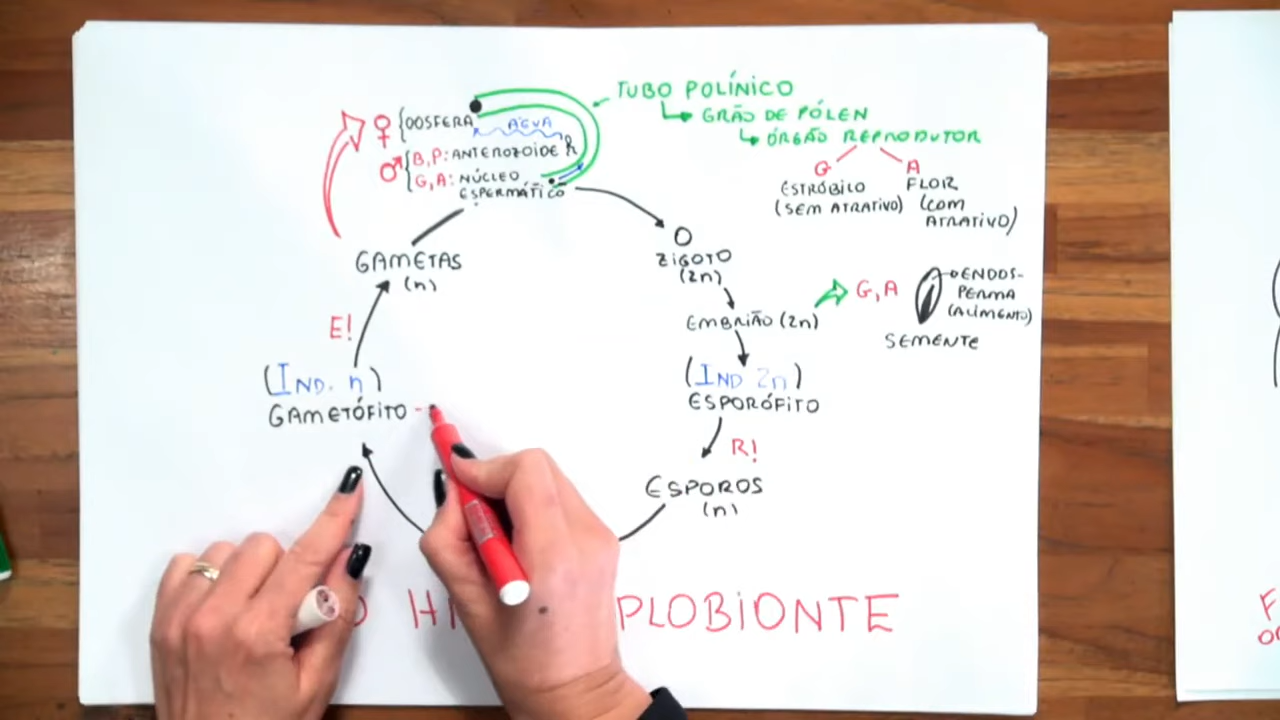 TUBO POLÍNICO
GRÃO DE PÓLEN
ÓRGÃO REPRODUTOR
G
ESTRÓBILO
(SEM ATRATIVO)
A
FLOR
(COM
ATRATIVO)
♀ {OOSFERA
ÁGUA
♂ {B,P: ANTEROZOIDE
G,A: NÚCLEO
ESPERMÁTICO
GAMETAS
(n)
E!
(IND. n)
GAMETÓFITO -
ZIGOTO
(2n)
EMBRIÃO (2n)
G, A
ENDOS-
PERMA
(ALIMENTO)
SEMENTE
(IND 2n)
ESPORÓFITO
R!
ESPOROS
(n)
PLOBIONTE